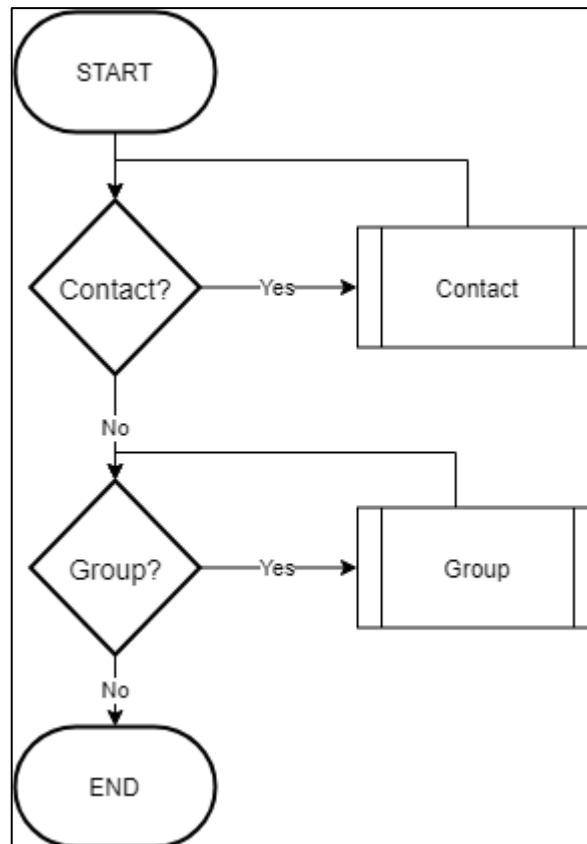 START
Contact?
Yes
Contact
No
Group?
Yes
Group
No
END